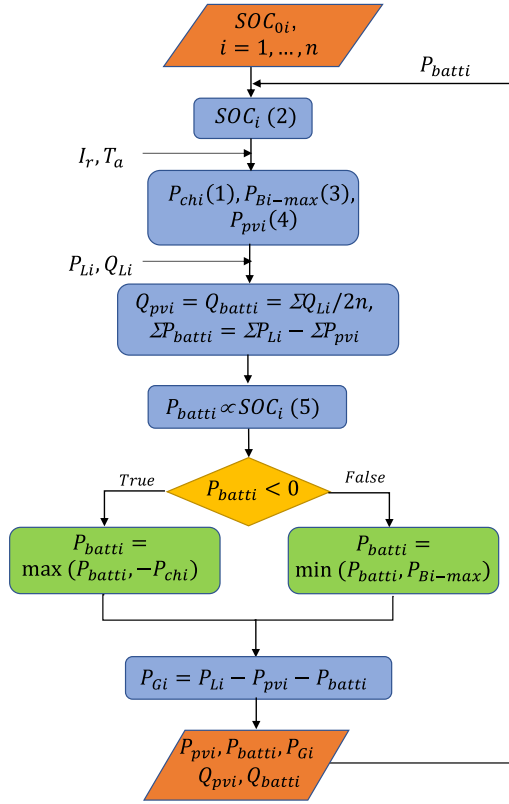 SOC₀ᵢ,
i = 1, … , n
P_batti
SOC_i (2)
I_r, T_a
P_chi(1), P_Bi−max(3),
P_pvi(4)
P_Li, Q_Li
Q_pvi = Q_batti = ΣQ_Li/2n,
ΣP_batti = ΣP_Li − ΣP_pvi
P_batti ∝ SOC_i (5)
True
P_batti < 0
False
P_batti =
max (P_batti, −P_chi)
P_batti =
min (P_batti, P_Bi−max)
P_Gi = P_Li − P_pvi − P_batti
P_pvi, P_batti, P_Gi
Q_pvi, Q_batti